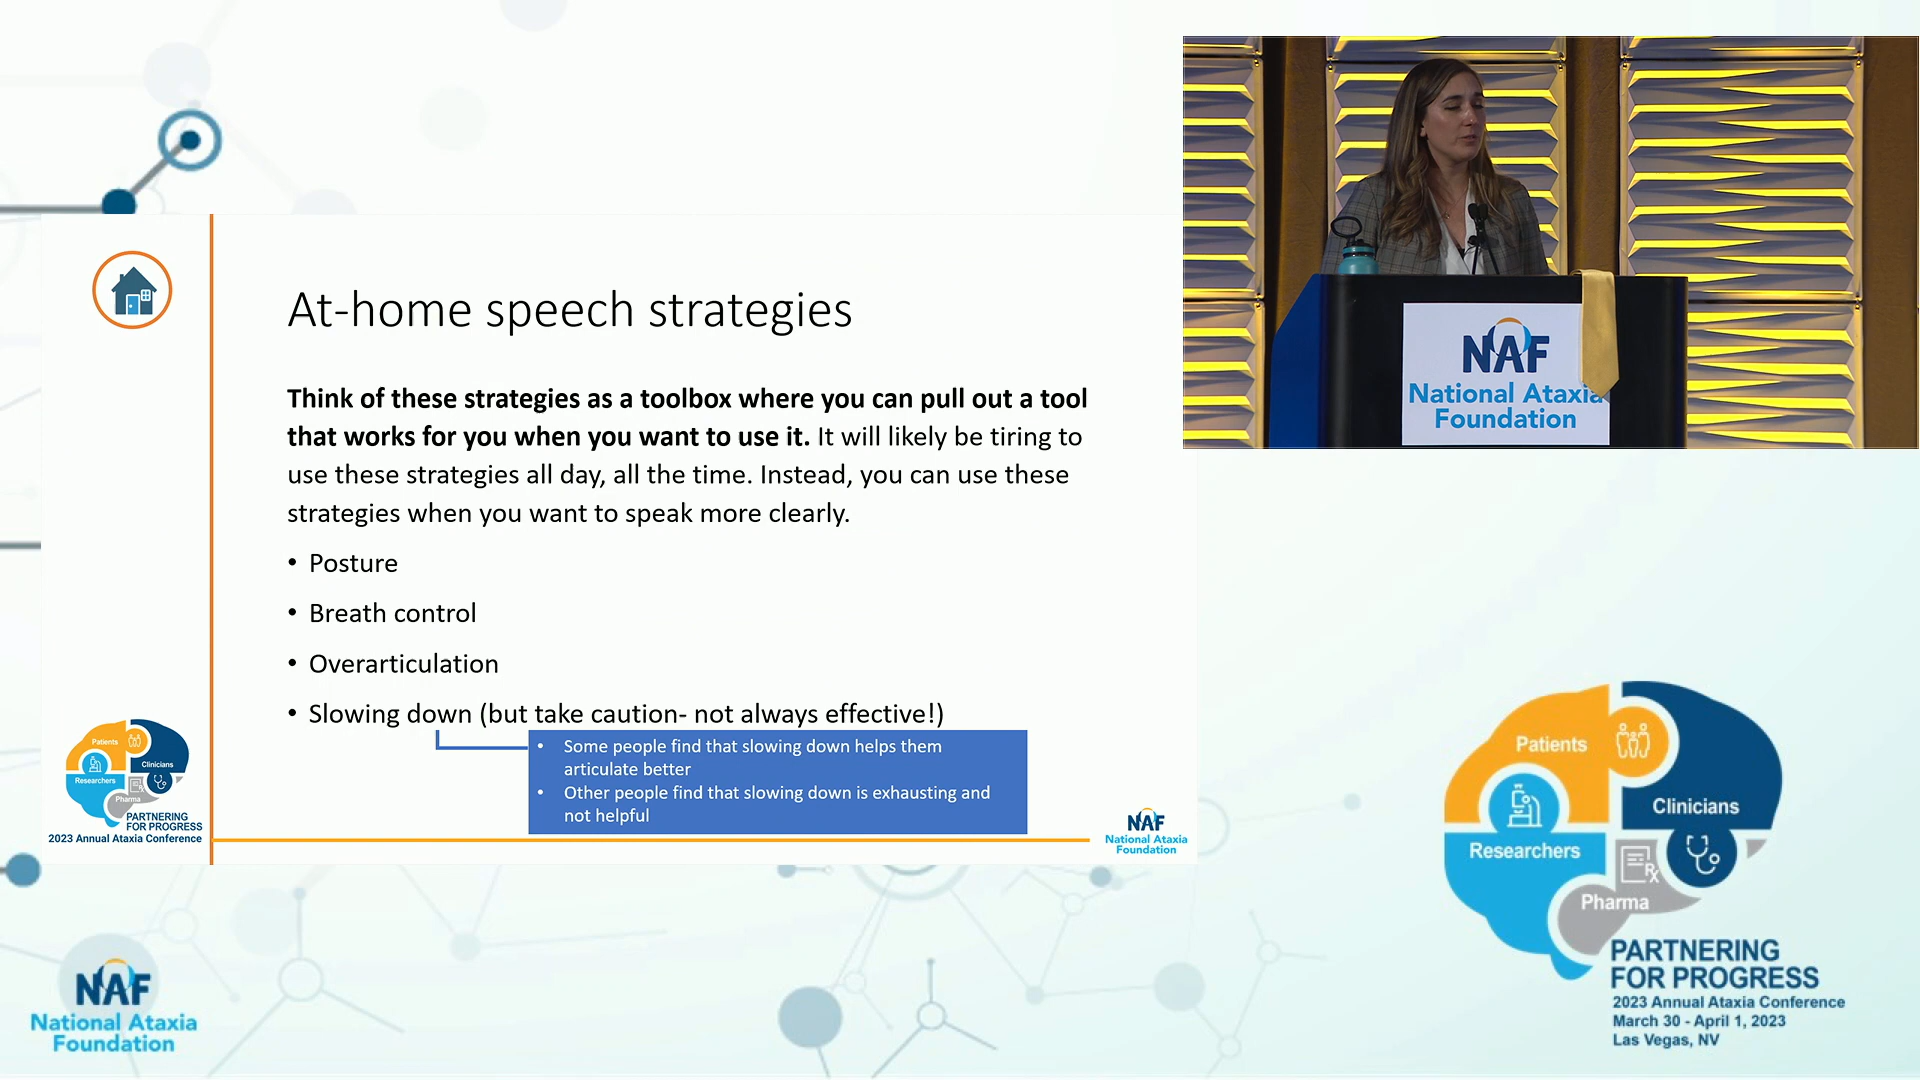 At-home speech strategies
Think of these strategies as a toolbox where you can pull out a tool
that works for you when you want to use it. It will likely be tiring to
use these strategies all day, all the time. Instead, you can use these
strategies when you want to speak more clearly.
• Posture
• Breath control
• Overarticulation
• Slowing down (but take caution- not always effective!)
• Some people find that slowing down helps them
articulate better
• Other people find that slowing down is exhausting and
not helpful
Patients
Clinicians
Researchers
Pharma
PARTNERING
FOR PROGRESS
2023 Annual Ataxia Conference
NAF
National Ataxia
Foundation
NAF
National Ataxia
Foundation
NAF
National Ataxia
Foundation
Patients
Clinicians
Researchers
Rx
Pharma
PARTNERING
FOR PROGRESS
2023 Annual Ataxia Conference
March 30 - April 1, 2023
Las Vegas, NV